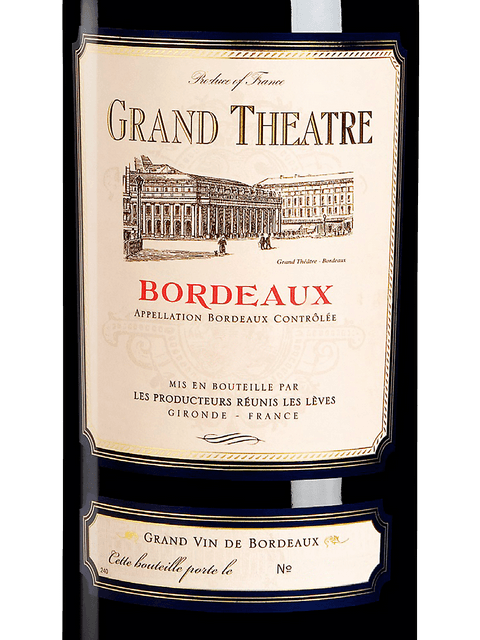 Produce of France
GRAND THEATRE
Grand Théâtre - Bordeaux
BORDEAUX
APPELLATION BORDEAUX CONTRÔLÉE
MIS EN BOUTEILLE PAR
LES PRODUCTEURS RÉUNIS LES LÈVES
GIRONDE - FRANCE
GRAND VIN DE BORDEAUX
Cette bouteille porte le Nº
240